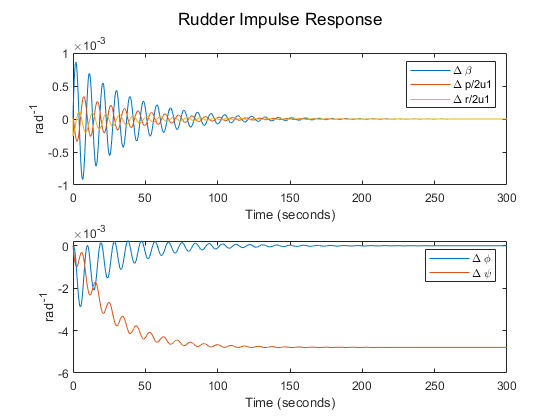 Rudder Impulse Response
×10-3
1
0.5
0
-0.5
-1
rad-1
Δ β
Δ p/2u1
Δ r/2u1
0 50 100 150 200 250 300
Time (seconds)
×10-3
0
-2
-4
-6
rad-1
Δ ϕ
Δ ψ
0 50 100 150 200 250 300
Time (seconds)